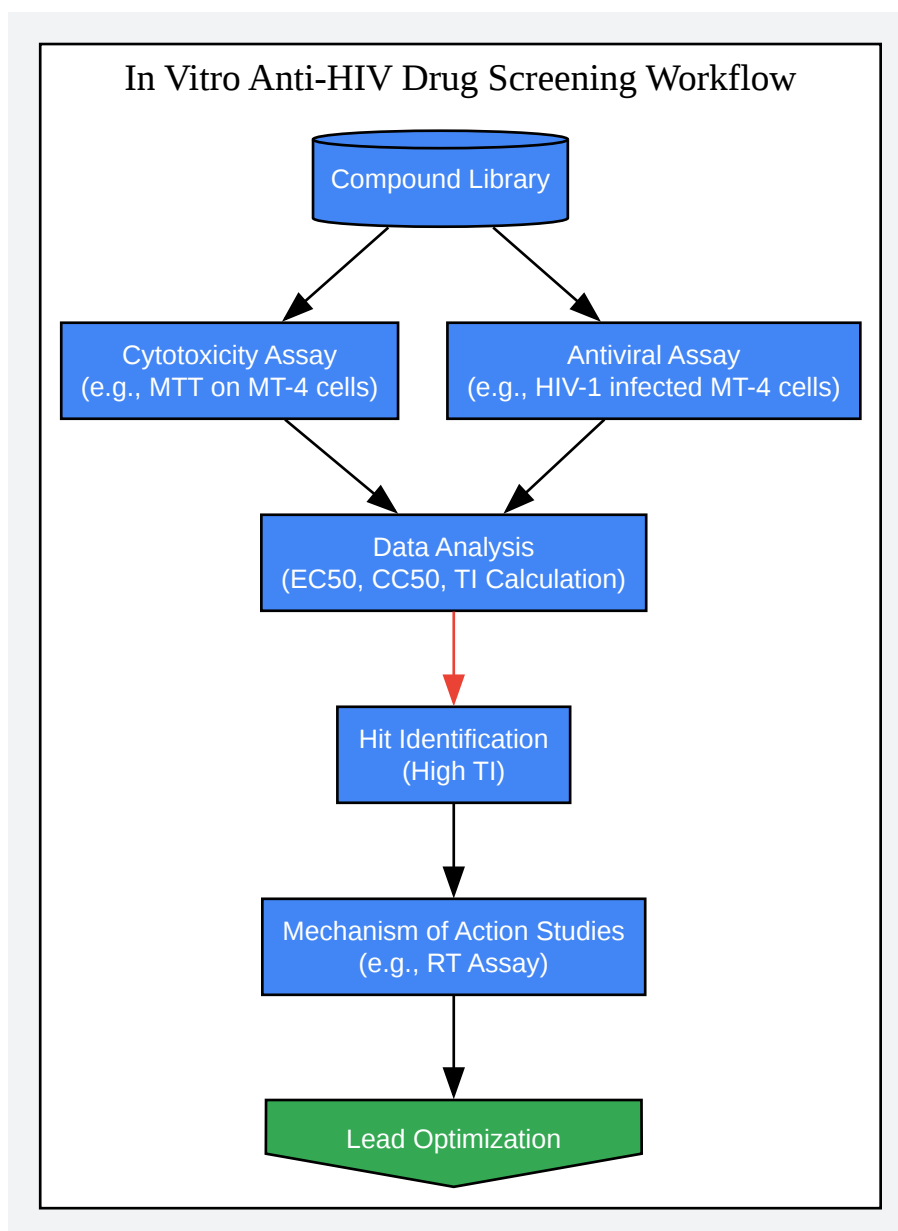 In Vitro Anti-HIV Drug Screening Workflow
Compound Library
Cytotoxicity Assay
(e.g., MTT on MT-4 cells)
Antiviral Assay
(e.g., HIV-1 infected MT-4 cells)
Data Analysis
(EC50, CC50, TI Calculation)
Hit Identification
(High TI)
Mechanism of Action Studies
(e.g., RT Assay)
Lead Optimization